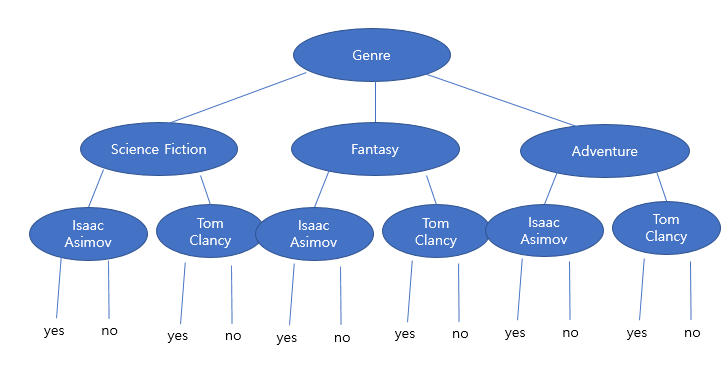 Genre
Science Fiction
Fantasy
Adventure
Isaac
Asimov
Tom
Clancy
Isaac
Asimov
Tom
Clancy
Isaac
Asimov
Tom
Clancy
yes
no
yes
no
yes
no
yes
no
yes
no
yes
no